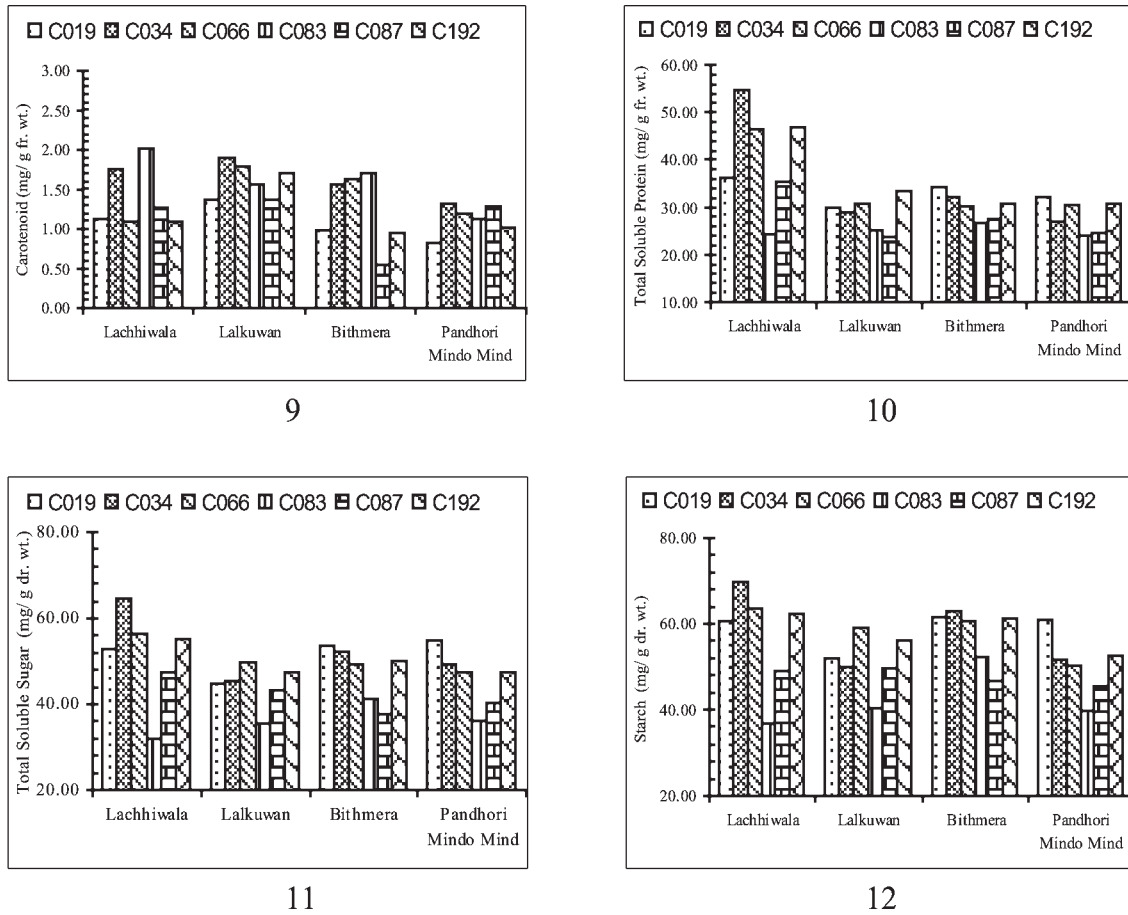 C019 C034 C066 C083 C087 C192
Carotenoid (mg/ g fr. wt.)
3.00
2.50
2.00
1.50
1.00
0.50
0.00
Lachhiwala Lalkuwan Bithmera Pandhori
Mindo Mind
9
C019 C034 C066 C083 C087 C192
Total Soluble Protein (mg/ g fr. wt.)
60.00
50.00
40.00
30.00
20.00
10.00
Lachhiwala Lalkuwan Bithmera Pandhori
Mindo Mind
10
C019 C034 C066 C083 C087 C192
Total Soluble Sugar (mg/ g dr. wt.)
80.00
60.00
40.00
20.00
Lachhiwala Lalkuwan Bithmera Pandhori
Mindo Mind
11
C019 C034 C066 C083 C087 C192
Starch (mg/ g dr. wt.)
80.00
60.00
40.00
20.00
Lachhiwala Lalkuwan Bithmera Pandhori
Mindo Mind
12